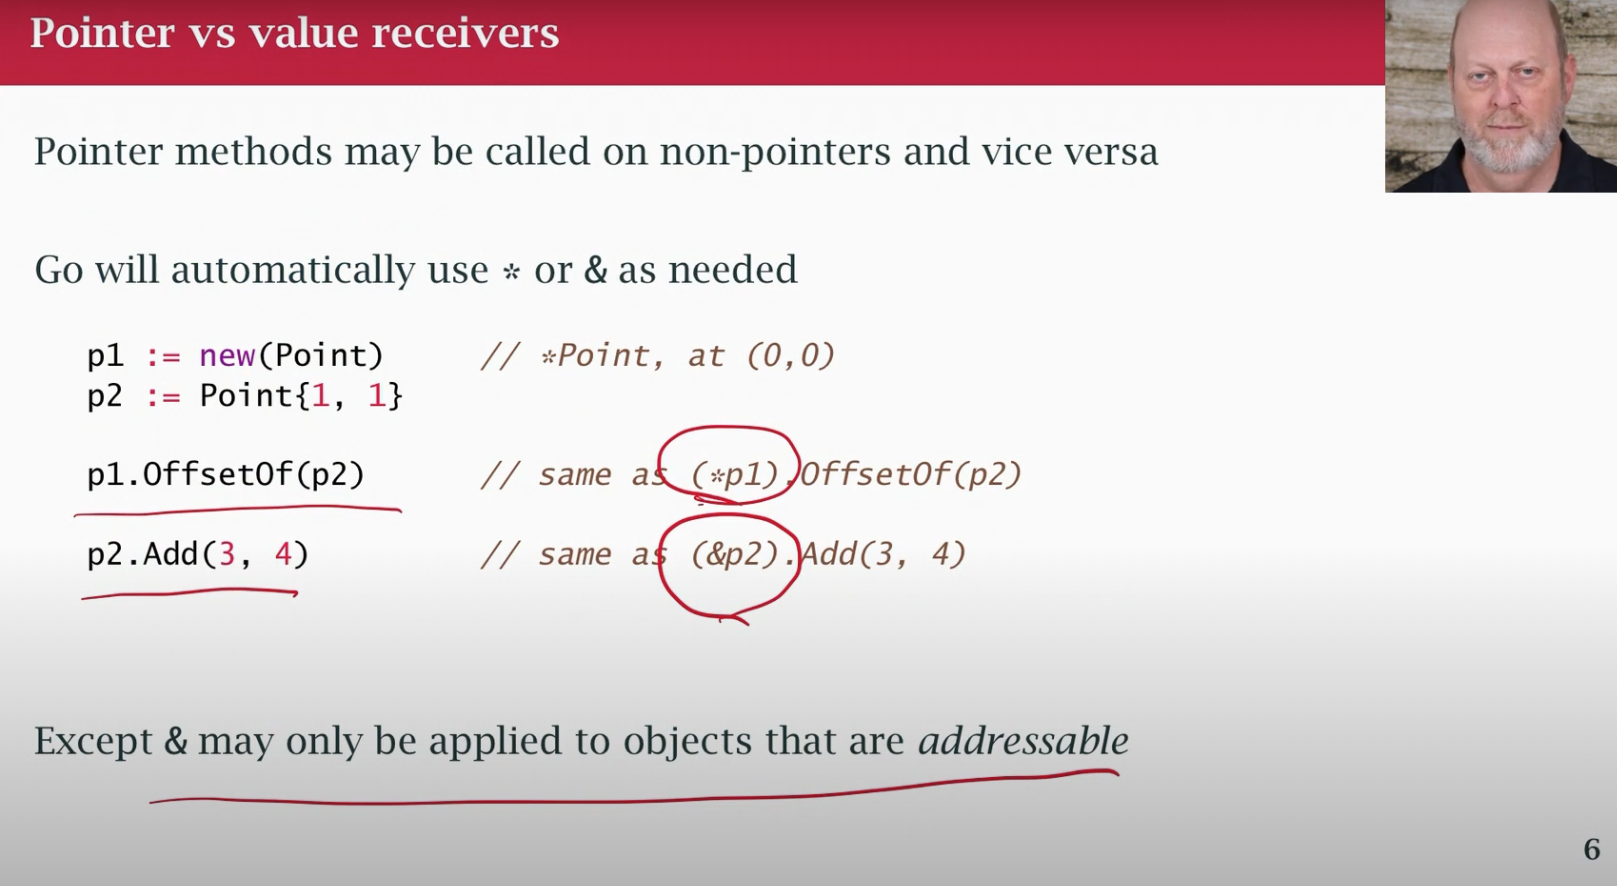 Pointer vs value receivers
Pointer methods may be called on non-pointers and vice versa
Go will automatically use * or & as needed
p1 := new(Point) // *Point, at (0,0)
p2 := Point{1, 1}
p1.OffsetOf(p2) // same as (*p1).OffsetOf(p2)
p2.Add(3, 4) // same as (&p2).Add(3, 4)
Except & may only be applied to objects that are addressable
6